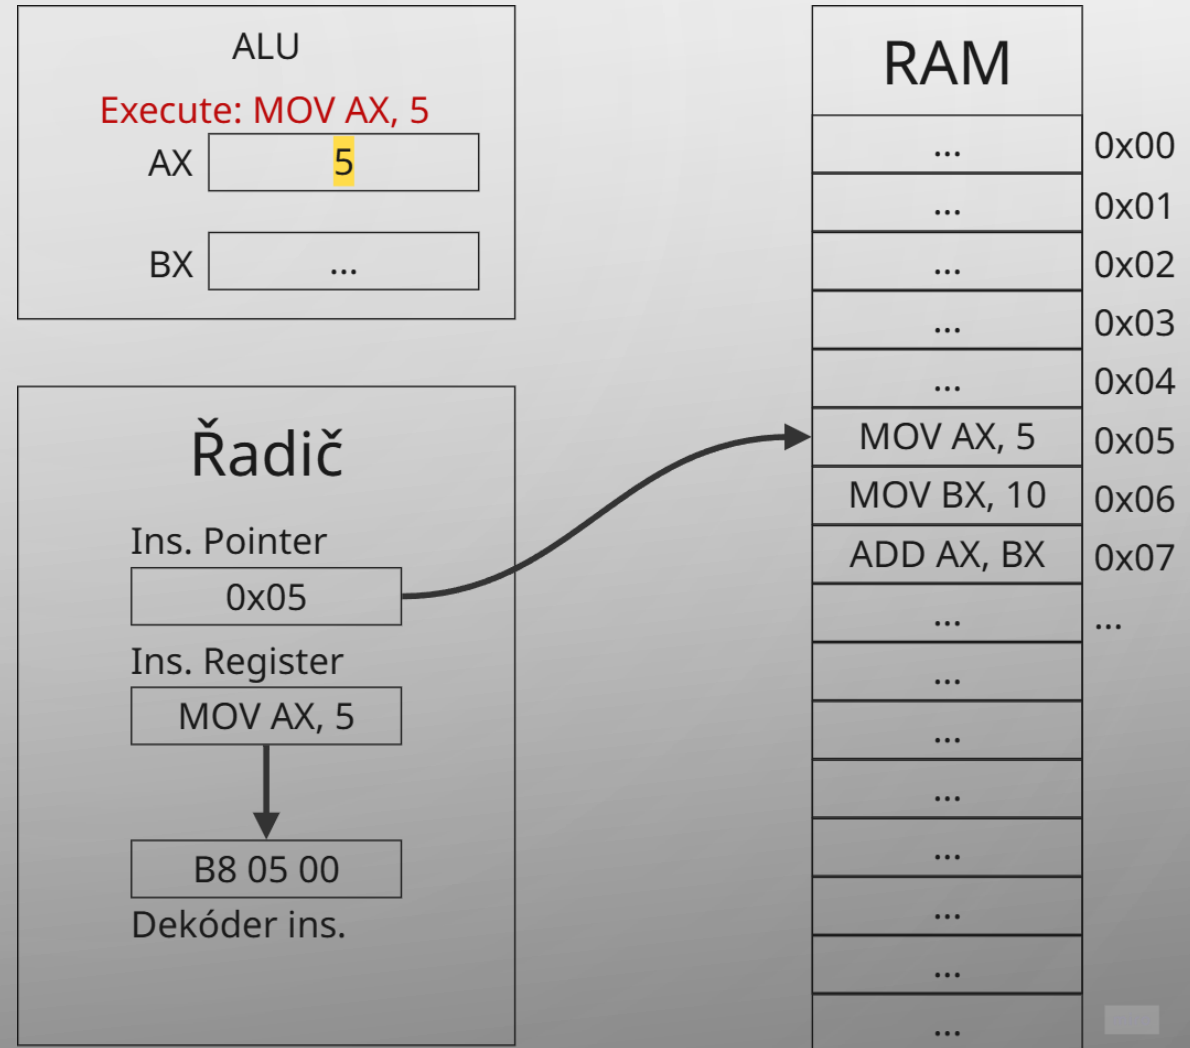 ALU
Execute: MOV AX, 5
AX 5
BX ...
Řadič
Ins. Pointer
0x05
Ins. Register
MOV AX, 5
B8 05 00
Dekóder ins.
RAM
... 0x00
... 0x01
... 0x02
... 0x03
... 0x04
MOV AX, 5 0x05
MOV BX, 10 0x06
ADD AX, BX 0x07
... ...
...
...
...
...
...
...
...